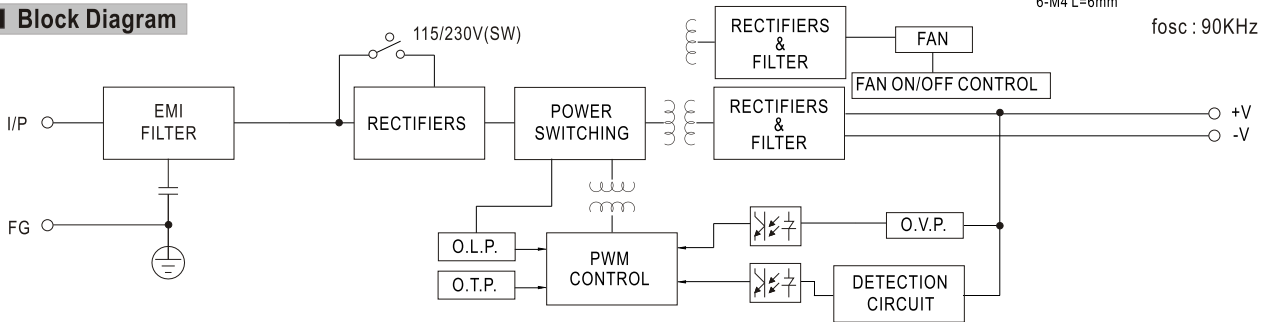 6-M4 L=6mm
Block Diagram
fosc : 90KHz
115/230V(SW)
RECTIFIERS
&
FILTER
FAN
FAN ON/OFF CONTROL
I/P
EMI
FILTER
RECTIFIERS
POWER
SWITCHING
RECTIFIERS
&
FILTER
+V
-V
FG
O.L.P.
O.T.P.
PWM
CONTROL
O.V.P.
DETECTION
CIRCUIT